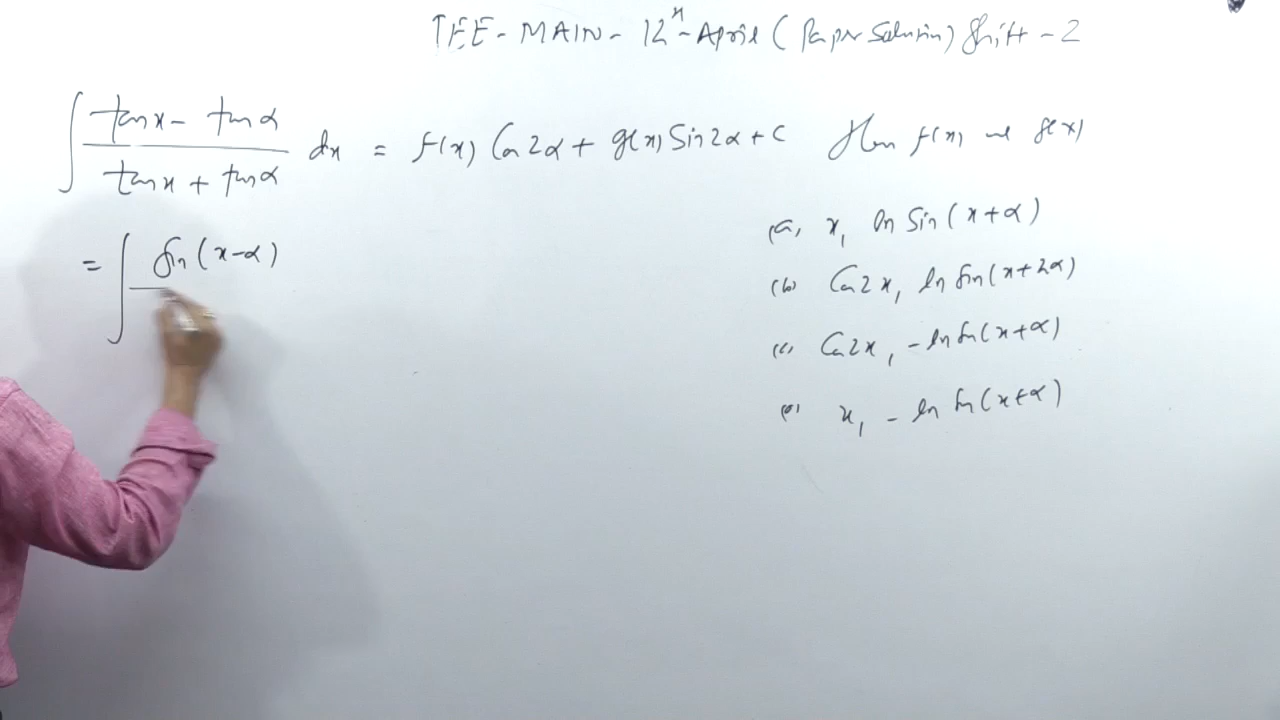 JEE - MAIN - 12th - April (Paper Solution) Shift - 2
∫ (tan x - tan α)/(tan x + tan α) dx = f(x) Cos 2α + g(x) Sin 2α + C then f(x) and g(x)
= ∫ Sin (x-α)
(a) x, ln Sin (x+α)
(b) Cos 2x, ln Sin (x+2α)
(c) Cos 2x, - ln Sin (x+α)
x, - ln Sin (x+α)